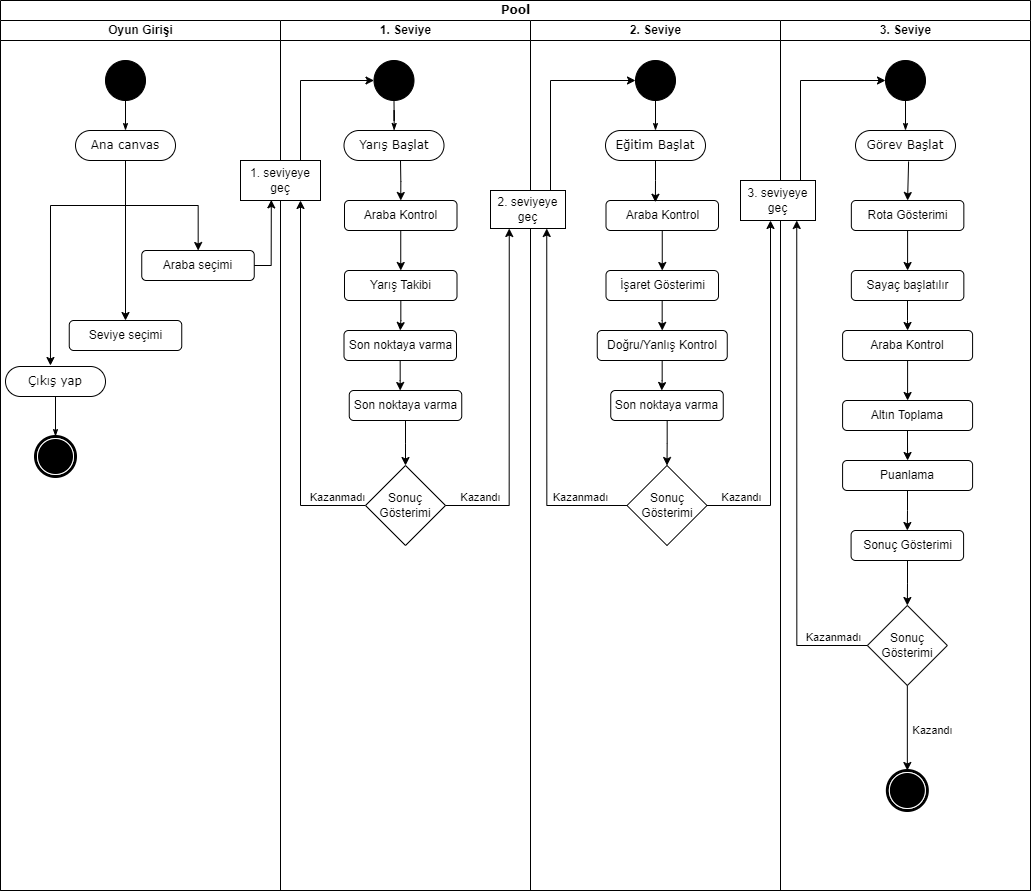 Pool
Oyun Girişi
1. Seviye
2. Seviye
3. Seviye
Ana canvas
Araba seçimi
Seviye seçimi
Çıkış yap
1. seviyeye
geç
Yarış Başlat
Araba Kontrol
Yarış Takibi
Son noktaya varma
Son noktaya varma
Sonuç
Gösterimi
Kazanmadı
Kazandı
2. seviyeye
geç
Eğitim Başlat
Araba Kontrol
İşaret Gösterimi
Doğru/Yanlış Kontrol
Son noktaya varma
Sonuç
Gösterimi
Kazanmadı
Kazandı
3. seviyeye
geç
Görev Başlat
Rota Gösterimi
Sayaç başlatılır
Araba Kontrol
Altın Toplama
Puanlama
Sonuç Gösterimi
Sonuç
Gösterimi
Kazanmadı
Kazandı